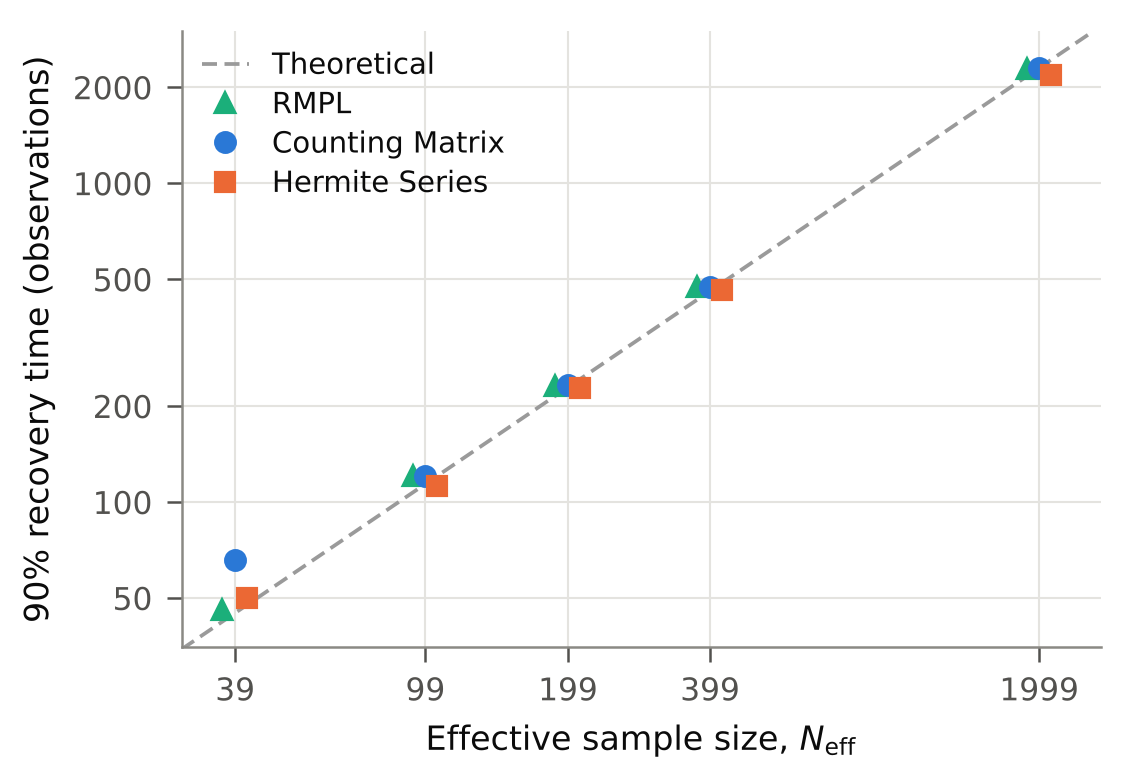 Theoretical
RMPL
Counting Matrix
Hermite Series
90% recovery time (observations)
2000
1000
500
200
100
50
39 99 199 399 1999
Effective sample size, N_eff